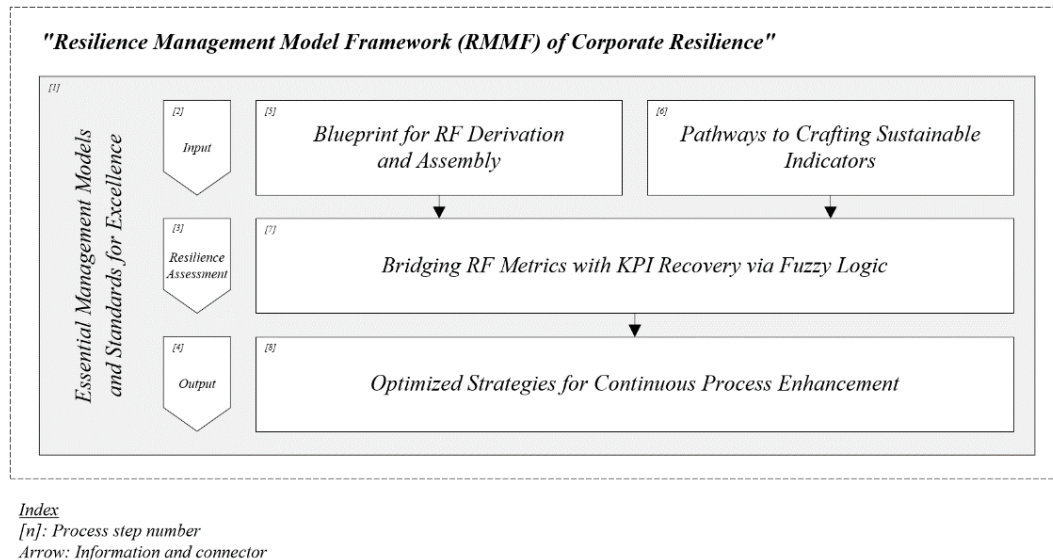 "Resilience Management Model Framework (RMMF) of Corporate Resilience"
[1]
Essential Management Models
and Standards for Excellence
[2]
Input
[5]
Blueprint for RF Derivation
and Assembly
[6]
Pathways to Crafting Sustainable
Indicators
[3]
Resilience
Assessment
[7]
Bridging RF Metrics with KPI Recovery via Fuzzy Logic
[4]
Output
[8]
Optimized Strategies for Continuous Process Enhancement
Index
[n]: Process step number
Arrow: Information and connector